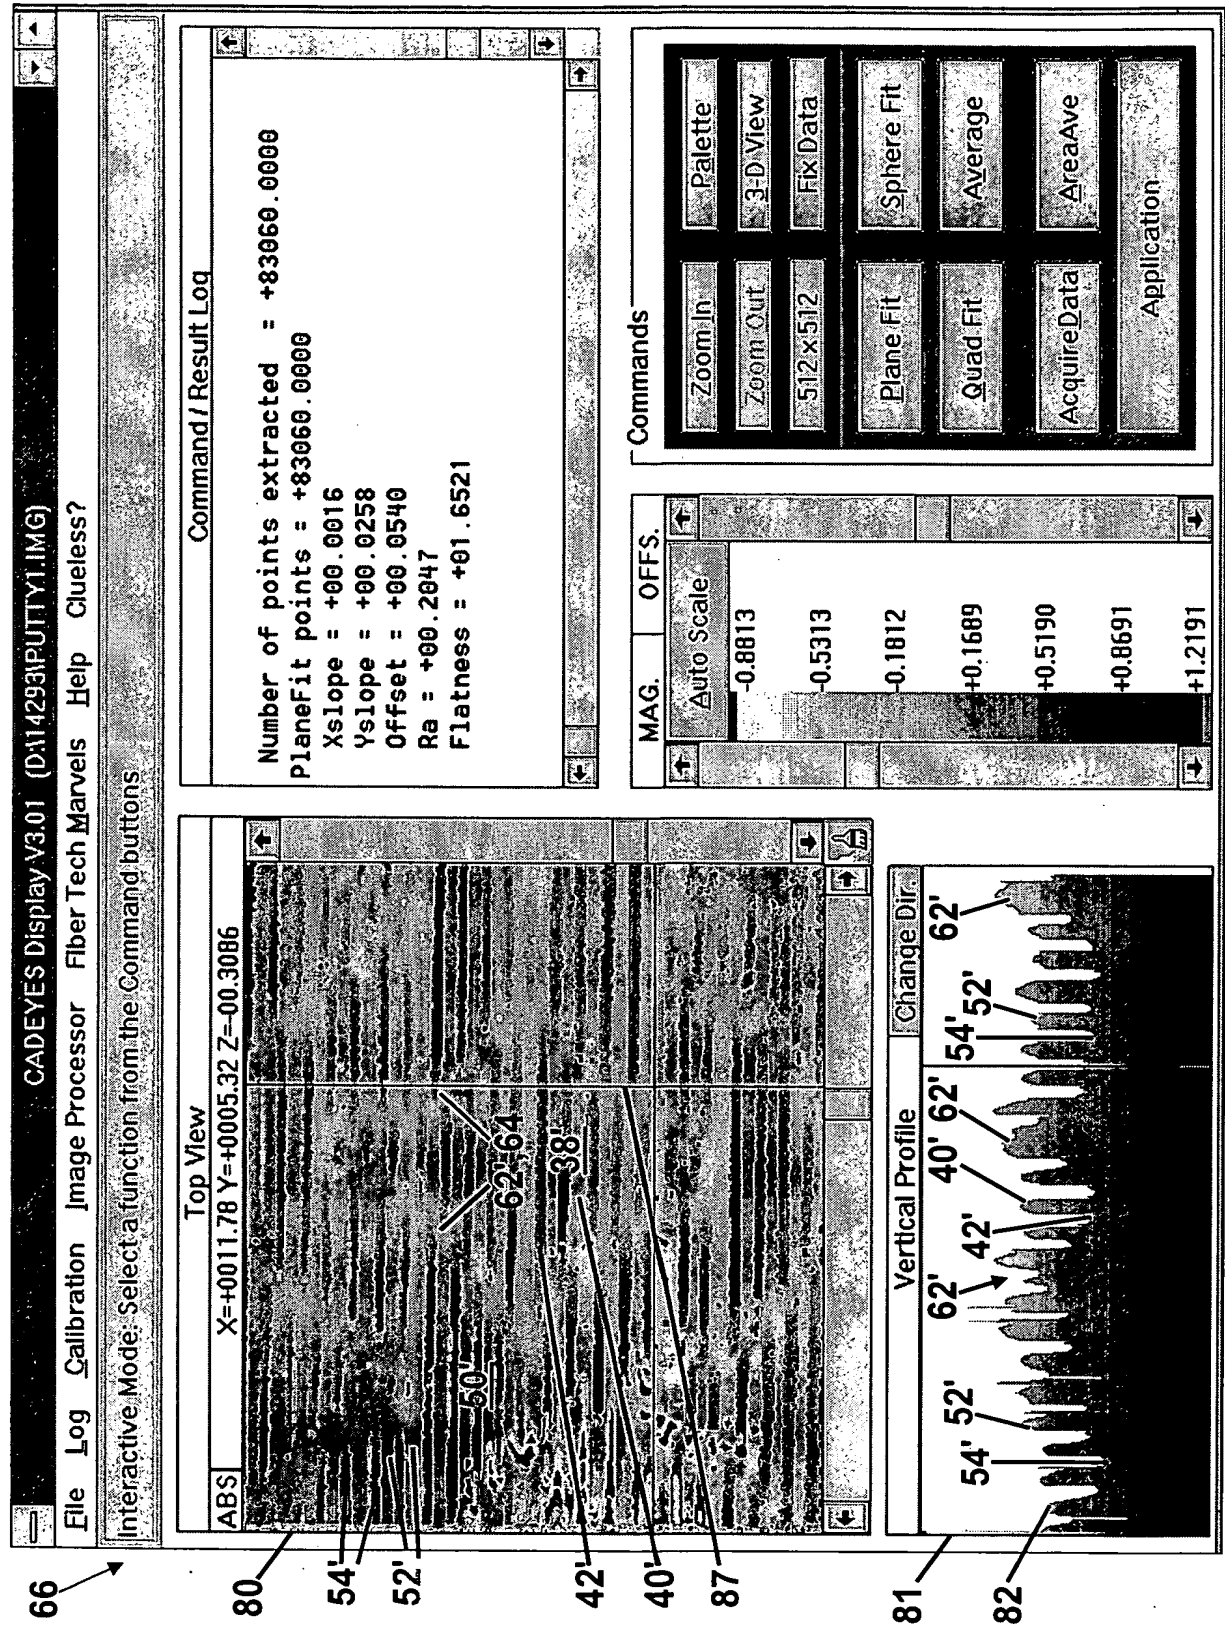 CADEYES Display V3.01 (D:\14293\PUTTY1.IMG)
File Log Calibration Image Processor Fiber Tech Marvels Help Clueless?
Interactive Mode: Select a function from the Command buttons
66
Top View
ABS X=+0011.78 Y=+0005.32 Z=-00.3086
80
54'
52'
42'
40'
87
50'
62'
64
38'
Command / Result Log
Number of points extracted = +83060.0000
PlaneFit points = +83060.0000
Xslope = +00.0016
Yslope = +00.0258
Offset = +00.0540
Ra = +00.2047
Flatness = +01.6521
Vertical Profile
Change Dir.
81
82
54'
52'
62'
42'
40'
62'
54'
52'
62'
MAG. OFFS.
Auto Scale
-0.8813
-0.5313
-0.1812
+0.1689
+0.5190
+0.8691
+1.2191
Commands
Zoom In Palette
Zoom Out 3-D View
512 x 512 Fix Data
Plane Fit Sphere Fit
Quad Fit Average
AcquireData AreaAve
Application